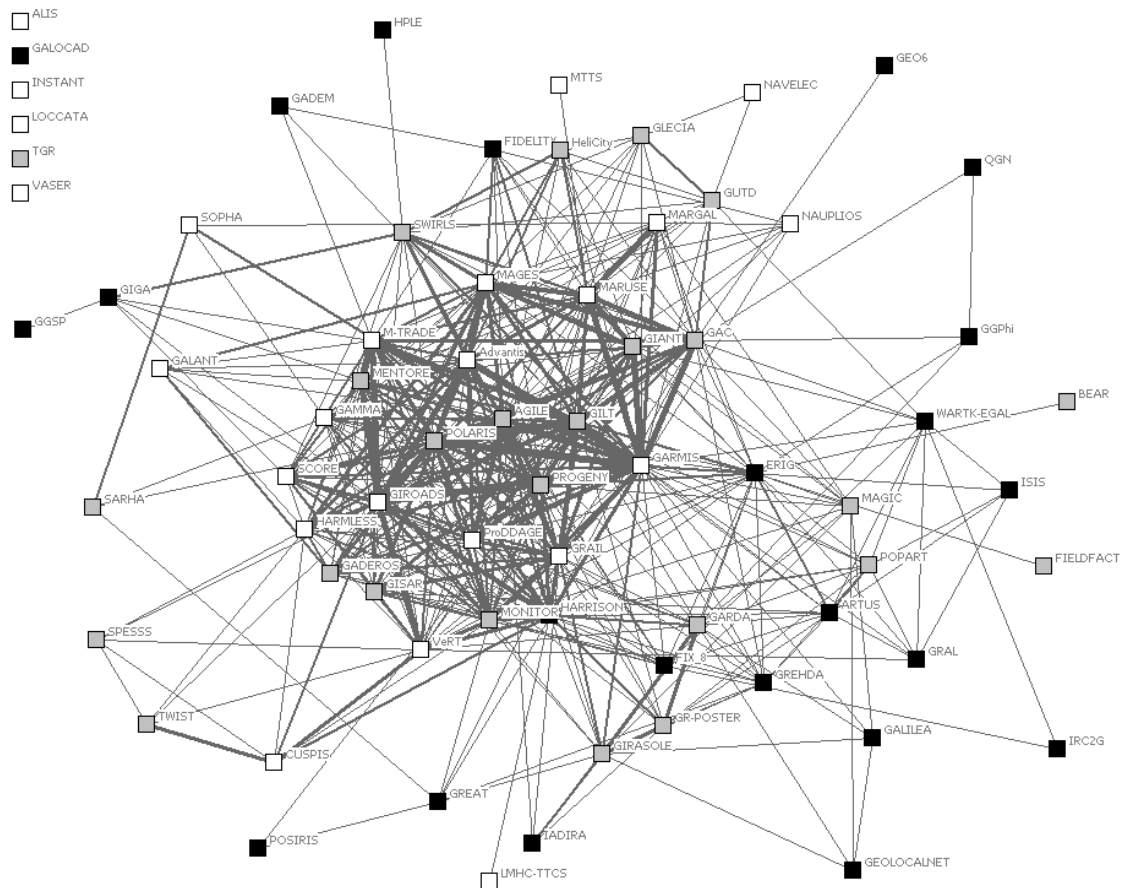 ALIS
HPLE
GALOCAD
GEO6
INSTANT
MTTS
NAVELEC
GADEM
LOCCATA
GLECIA
FIDELITY
HeliCity
TGR
QGN
GUTD
VASER
SOPHA
MARGAL
NAUPLIOS
SWIRLS
MAGES
GIGA
MARUSE
GGSP
M-TRADE
GIANT
GAC
GGPhi
Advantis
GALANT
MENTORE
BEAR
GAMMA
AGILE
GILT
WARTK-EGAL
POLARIS
GARMIS
SCORE
ERIG
PROGENY
ISIS
GIROADS
SARHA
MAGIC
HARMLESS
ProDDAGE
GRAIL
POPART
FIELDFACT
GADEROS
GISAR
MONITOR
HARRISON
ARTUS
GARDA
SPESSS
VeRT
FIX_8
GRAL
GREHDA
TWIST
GR-POSTER
GALILEA
IRC2G
GIRASOLE
CUSPIS
GREAT
IADIRA
POSIRIS
GEOLOCALNET
LMHC-TTCS